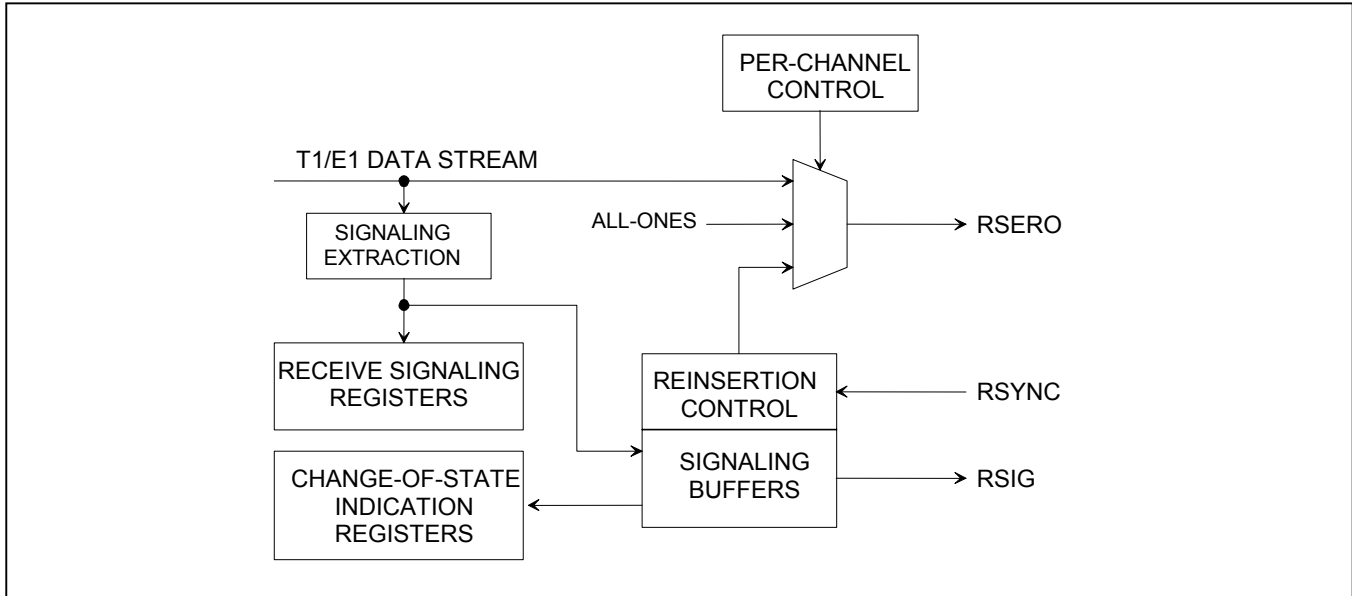 PER-CHANNEL
CONTROL
T1/E1 DATA STREAM
SIGNALING
EXTRACTION
ALL-ONES
RSERO
RECEIVE SIGNALING
REGISTERS
REINSERTION
CONTROL
RSYNC
CHANGE-OF-STATE
INDICATION
REGISTERS
SIGNALING
BUFFERS
RSIG